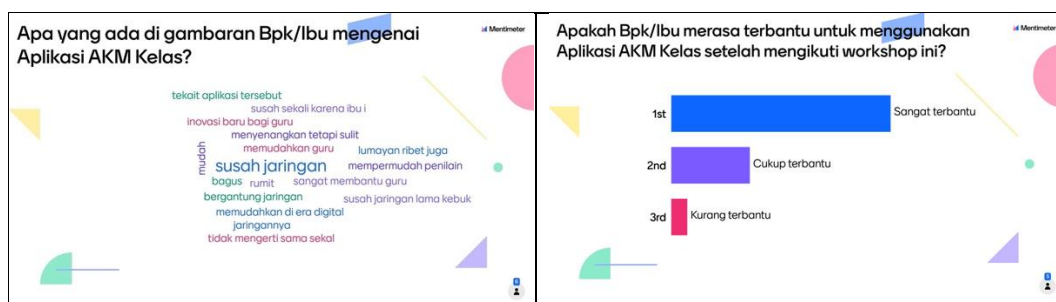 Apa yang ada di gambaran Bpk/Ibu mengenai
Aplikasi AKM Kelas?
Mentimeter
tekait aplikasi tersebut
susah sekali karena ibu i
inovasi baru bagi guru
menyenangkan tetapi sulit
mudah
memudahkan guru
lumayan ribet juga
susah jaringan
mempermudah penilain
bagus
rumit
sangat membantu guru
bergantung jaringan
susah jaringan lama kebuk
memudahkan di era digital
jaringannya
tidak mengerti sama sekal
Apakah Bpk/Ibu merasa terbantu untuk menggunakan
Aplikasi AKM Kelas setelah mengikuti workshop ini?
Mentimeter
1st
Sangat terbantu
2nd
Cukup terbantu
3rd
Kurang terbantu